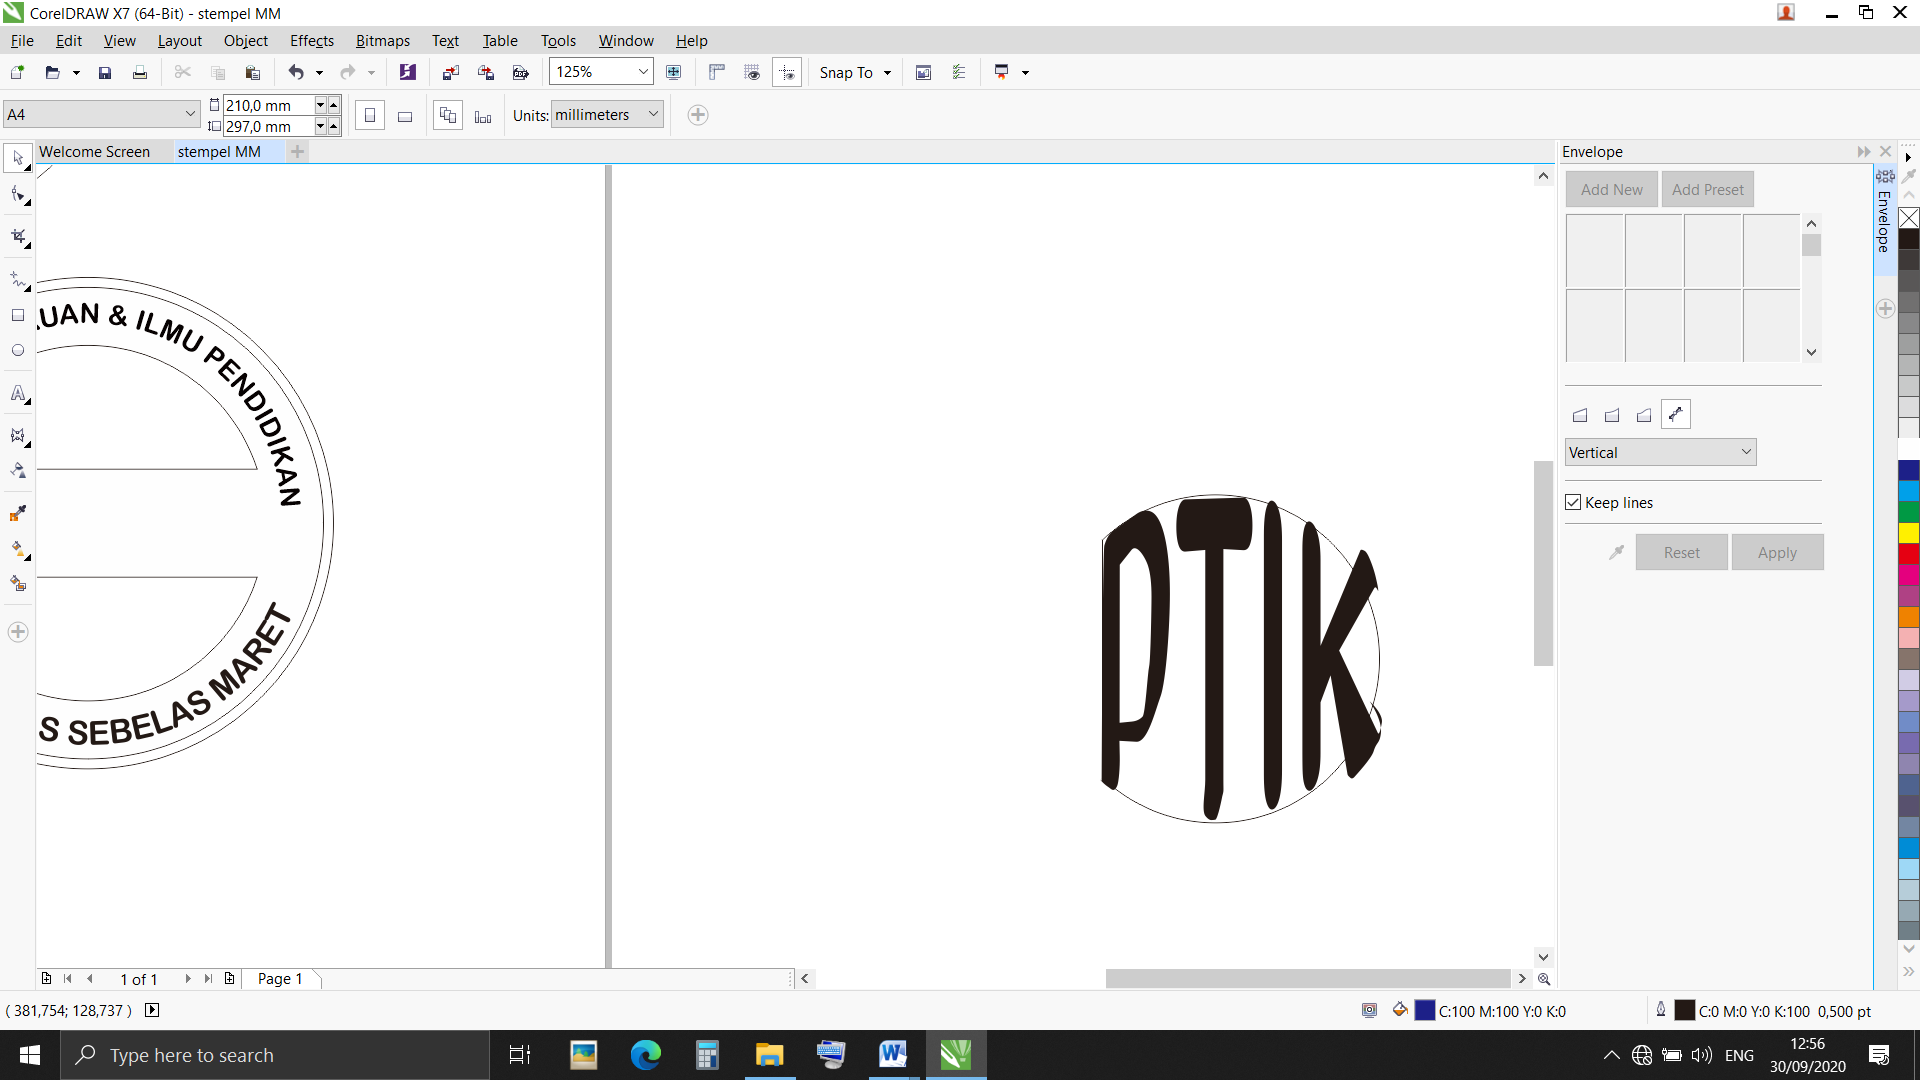 CorelDRAW X7 (64-Bit) - stempel MM
File Edit View Layout Object Effects Bitmaps Text Table Tools Window Help
125% Snap To
A4 210,0 mm Units: millimeters
297,0 mm
Welcome Screen stempel MM
Envelope
Add New Add Preset
Envelope
UAN & ILMU PENDIDIKAN
Vertical
Keep lines
Reset Apply
PTIK
S SEBELAS MARET
1 of 1 Page 1
( 381,754; 128,737 ) C:100 M:100 Y:0 K:0 C:0 M:0 Y:0 K:100 0,500 pt
Type here to search ENG 12:56
30/09/2020